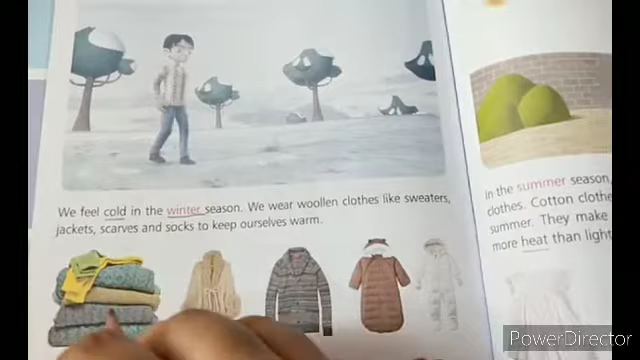 We feel cold in the winter season. We wear woollen clothes like sweaters,
jackets, scarves and socks to keep ourselves warm.
in the summer season,
clothes. Cotton clothe
summer. They make
more heat than light
PowerDirector